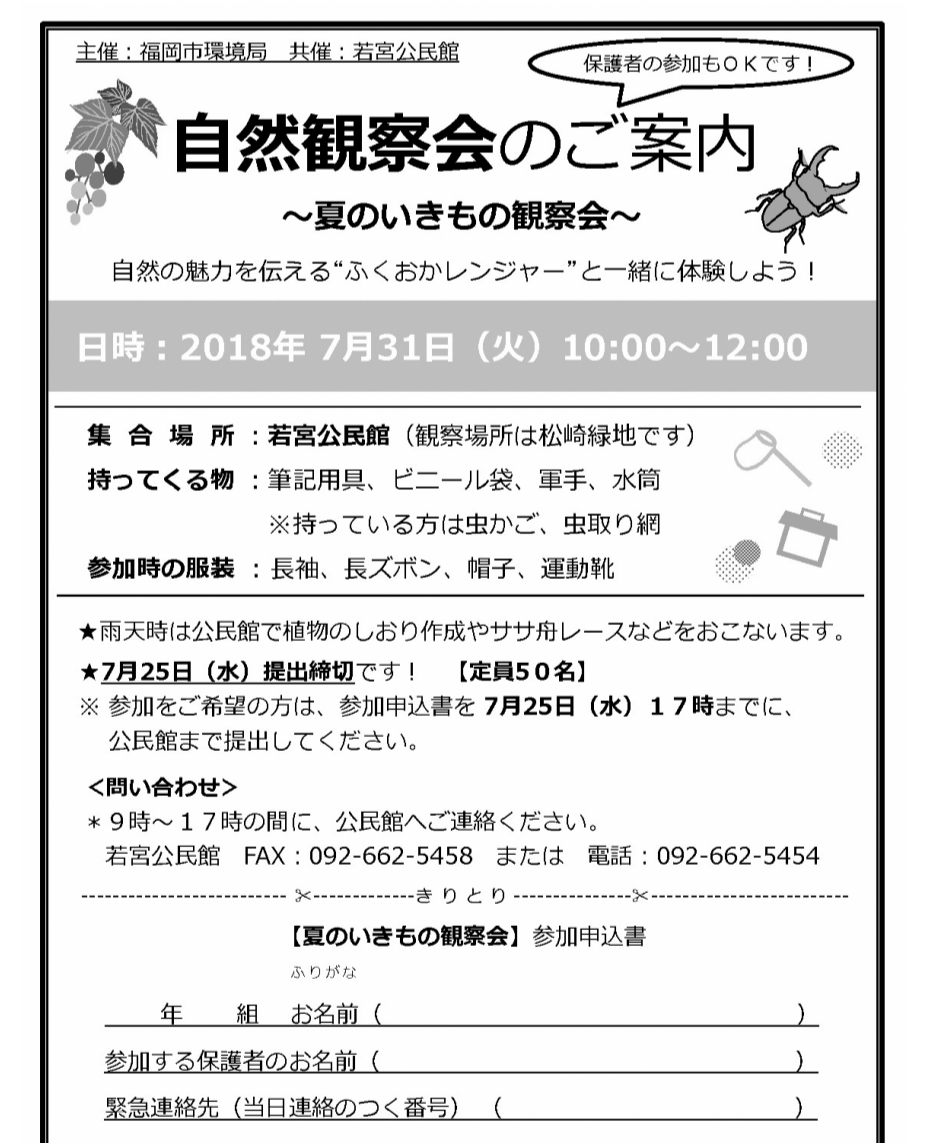 主催：福岡市環境局　共催：若宮公民館
保護者の参加もＯＫです！
自然観察会のご案内
～夏のいきもの観察会～
自然の魅力を伝える“ふくおかレンジャー”と一緒に体験しよう！
日時：2018年 7月31日（火）10:00～12:00
集合場所：若宮公民館（観察場所は松崎緑地です）
持ってくる物：筆記用具、ビニール袋、軍手、水筒
※持っている方は虫かご、虫取り網
参加時の服装：長袖、長ズボン、帽子、運動靴
★雨天時は公民館で植物のしおり作成やササ舟レースなどをおこないます。
★7月25日（水）提出締切です！　【定員５０名】
※ 参加をご希望の方は、参加申込書を 7月25日（水）１７時までに、
公民館まで提出してください。
＜問い合わせ＞
＊９時～１７時の間に、公民館へご連絡ください。
若宮公民館　FAX：092-662-5458　または　電話：092-662-5454
-------------------------- ✂-------------きりとり---------------✂-------------------------
【夏のいきもの観察会】参加申込書
ふりがな
年　　組　お名前（　　　　　　　　　　）
参加する保護者のお名前（　　　　　　　　　　）
緊急連絡先（当日連絡のつく番号）　（　　　　　　　　　　）